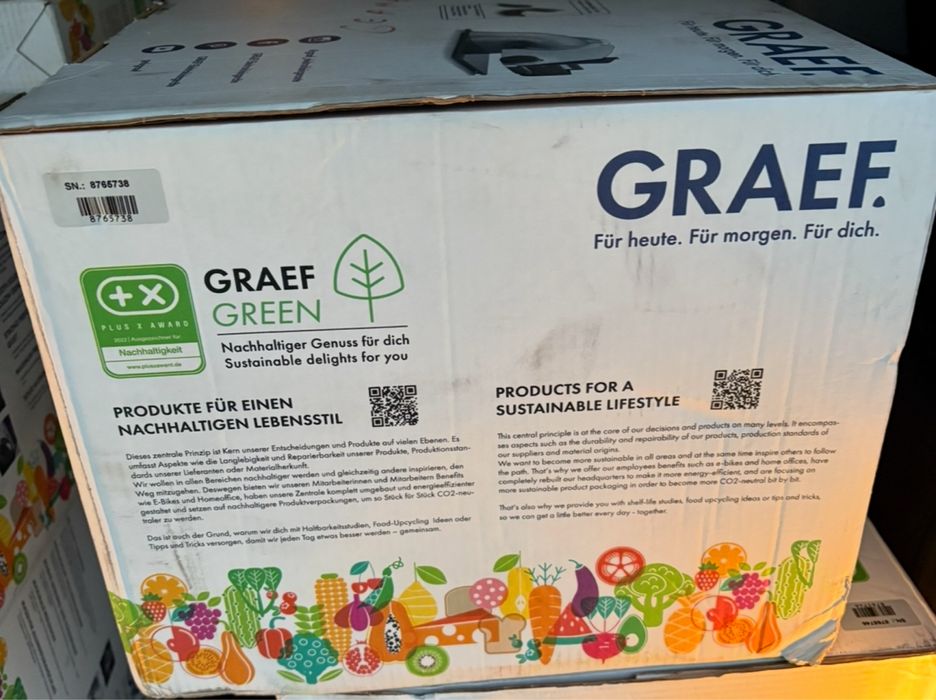 GRAEF.
Für heute. Für morgen. Für dich.
SN.: 8765738
8765738
GRAEF.
Für heute. Für morgen. Für dich.
PLUS X AWARD
2022 | Ausgezeichnet für
Nachhaltigkeit
www.plusxaward.de
GRAEF
GREEN
Nachhaltiger Genuss für dich
Sustainable delights for you
PRODUKTE FÜR EINEN
NACHHALTIGEN LEBENSSTIL
Dieses zentrale Prinzip ist Kern unserer Entscheidungen und Produkte auf vielen Ebenen. Es
umfasst Aspekte wie die Langlebigkeit und Reparierbarkeit unserer Produkte, Produktionsstan-
dards unserer Lieferanten oder Materialherkunft.
Wir wollen in allen Bereichen nachhaltiger werden und gleichzeitig andere inspirieren, den
Weg mitzugehen. Deswegen bieten wir unseren Mitarbeiterinnen und Mitarbeitern Benefits
wie E-Bikes und Homeoffice, haben unsere Zentrale komplett umgebaut und energieeffizienter
gestaltet und setzen auf nachhaltigere Produktverpackungen, um so Stück für Stück CO2-neu-
traler zu werden.
Das ist auch der Grund, warum wir dich mit Haltbarkeitsstudien, Food-Upcycling Ideen oder
Tipps und Tricks versorgen, damit wir jeden Tag etwas besser werden – gemeinsam.
PRODUCTS FOR A
SUSTAINABLE LIFESTYLE
This central principle is at the core of our decisions and products on many levels. It encompas-
ses aspects such as the durability and repairability of our products, production standards of
our suppliers and material origins.
We want to become more sustainable in all areas and at the same time inspire others to follow
the path. That's why we offer our employees benefits such as e-bikes and home offices, have
completely rebuilt our headquarters to make it more energy-efficient, and are focusing on
more sustainable product packaging in order to become more CO2-neutral bit by bit.
That's also why we provide you with shelf-life studies, food upcycling ideas or tips and tricks,
so we can get a little better every day - together.